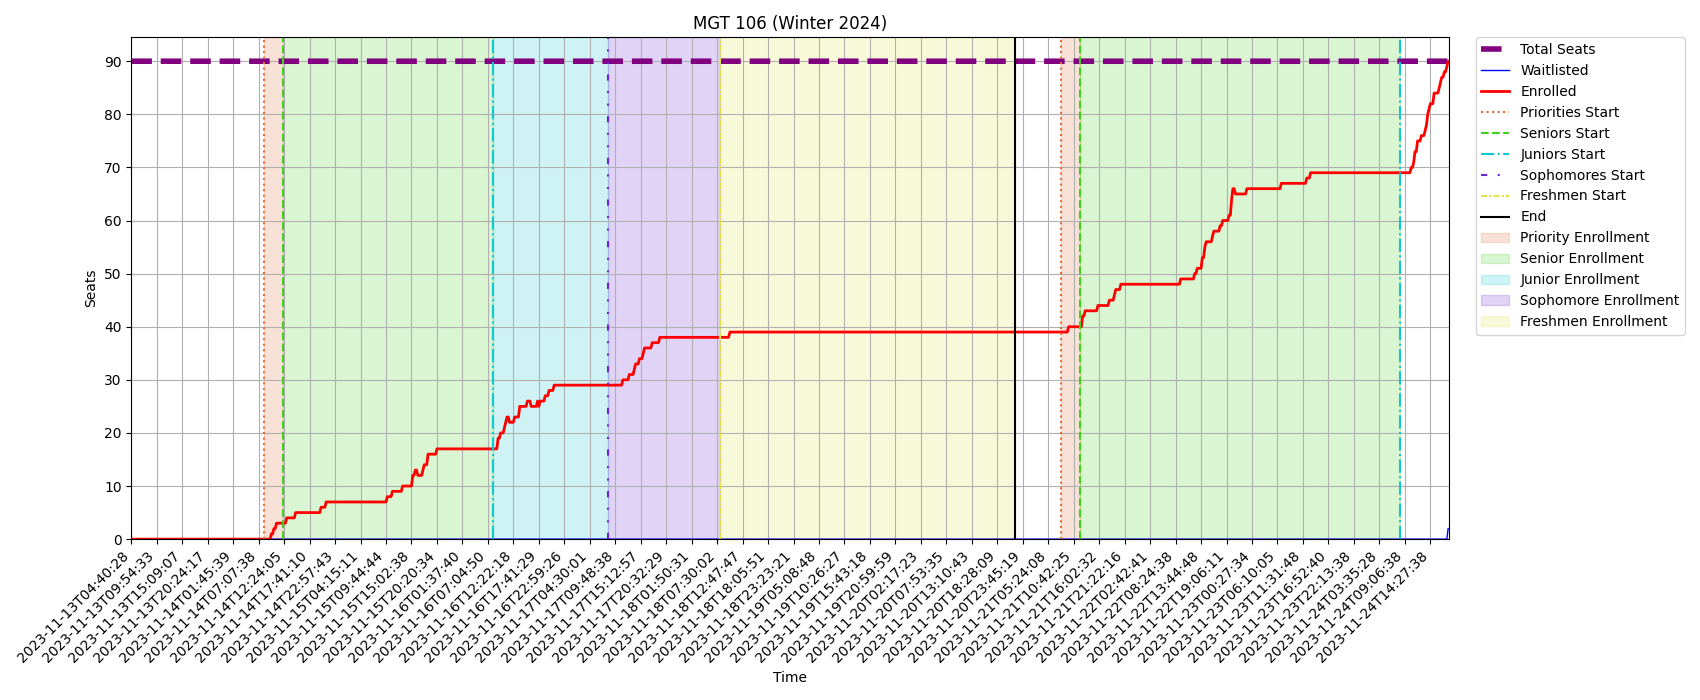 MGT 106 (Winter 2024)
Seats
90
80
70
60
50
40
30
20
10
0
2023-11-13T04:40:28
2023-11-13T09:54:33
2023-11-13T15:09:07
2023-11-13T20:24:17
2023-11-14T01:45:39
2023-11-14T07:07:38
2023-11-14T12:24:05
2023-11-14T17:41:10
2023-11-14T22:57:43
2023-11-15T04:15:11
2023-11-15T09:44:44
2023-11-15T15:02:38
2023-11-15T20:20:34
2023-11-16T01:37:40
2023-11-16T07:04:50
2023-11-16T12:22:18
2023-11-16T17:41:29
2023-11-16T22:59:26
2023-11-17T04:30:01
2023-11-17T09:48:38
2023-11-17T15:12:57
2023-11-17T20:32:29
2023-11-18T01:50:31
2023-11-18T07:30:02
2023-11-18T12:47:47
2023-11-18T18:05:51
2023-11-18T23:23:21
2023-11-19T05:08:48
2023-11-19T10:26:27
2023-11-19T15:43:18
2023-11-19T20:59:59
2023-11-20T02:17:23
2023-11-20T07:53:35
2023-11-20T13:10:43
2023-11-20T18:28:09
2023-11-20T23:45:19
2023-11-21T05:24:08
2023-11-21T10:42:25
2023-11-21T16:02:32
2023-11-21T21:22:16
2023-11-22T02:42:41
2023-11-22T08:24:38
2023-11-22T13:44:48
2023-11-22T19:06:11
2023-11-23T00:27:34
2023-11-23T06:10:05
2023-11-23T11:31:48
2023-11-23T16:52:40
2023-11-23T22:13:38
2023-11-24T03:35:28
2023-11-24T09:06:38
2023-11-24T14:27:38
Time
Total Seats
Waitlisted
Enrolled
Priorities Start
Seniors Start
Juniors Start
Sophomores Start
Freshmen Start
End
Priority Enrollment
Senior Enrollment
Junior Enrollment
Sophomore Enrollment
Freshmen Enrollment